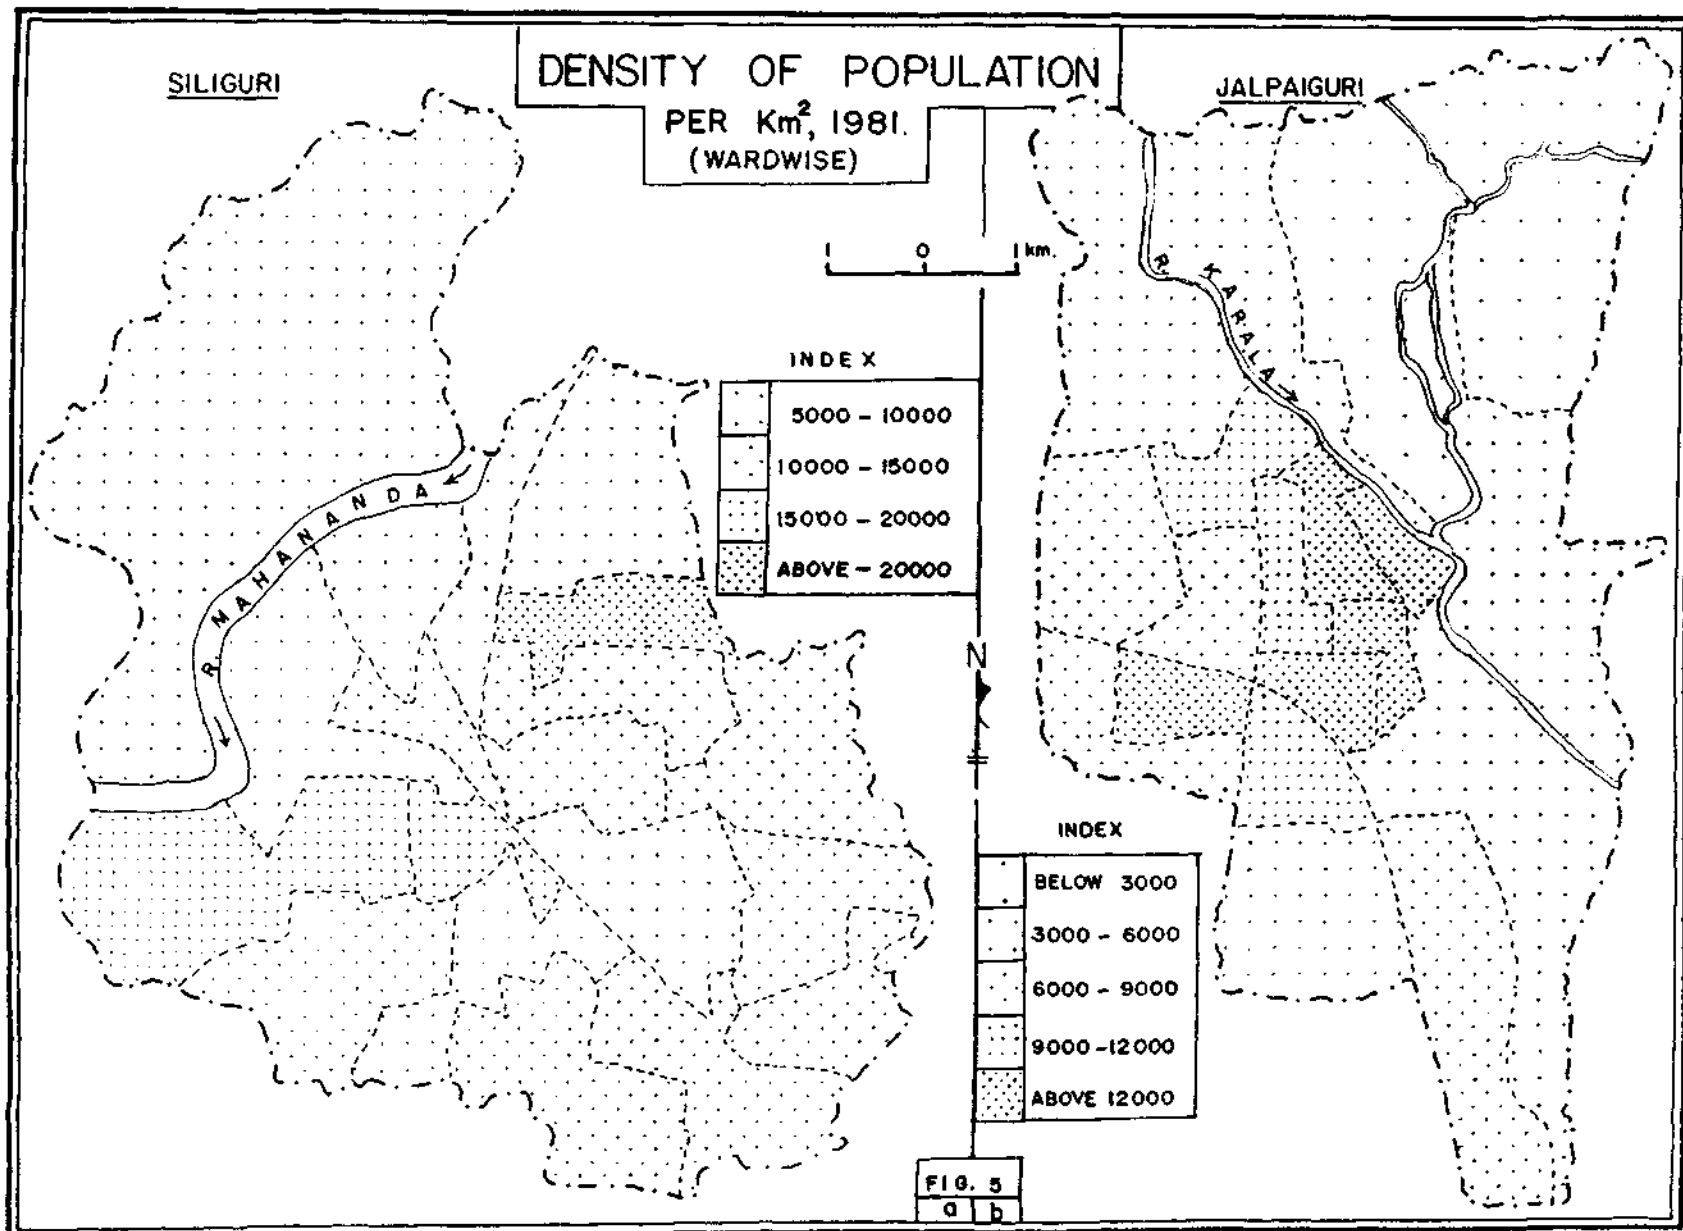 DENSITY OF POPULATION
PER Km², 1981.
(WARDWISE)
SILIGURI
JALPAIGURI
1 0 1 km.
R. KARALA
R MAHANANDA
INDEX
5000 - 10000
10000 - 15000
15000 - 20000
ABOVE - 20000
N
INDEX
BELOW 3000
3000 - 6000
6000 - 9000
9000 - 12000
ABOVE 12000
FIG. 5
a b